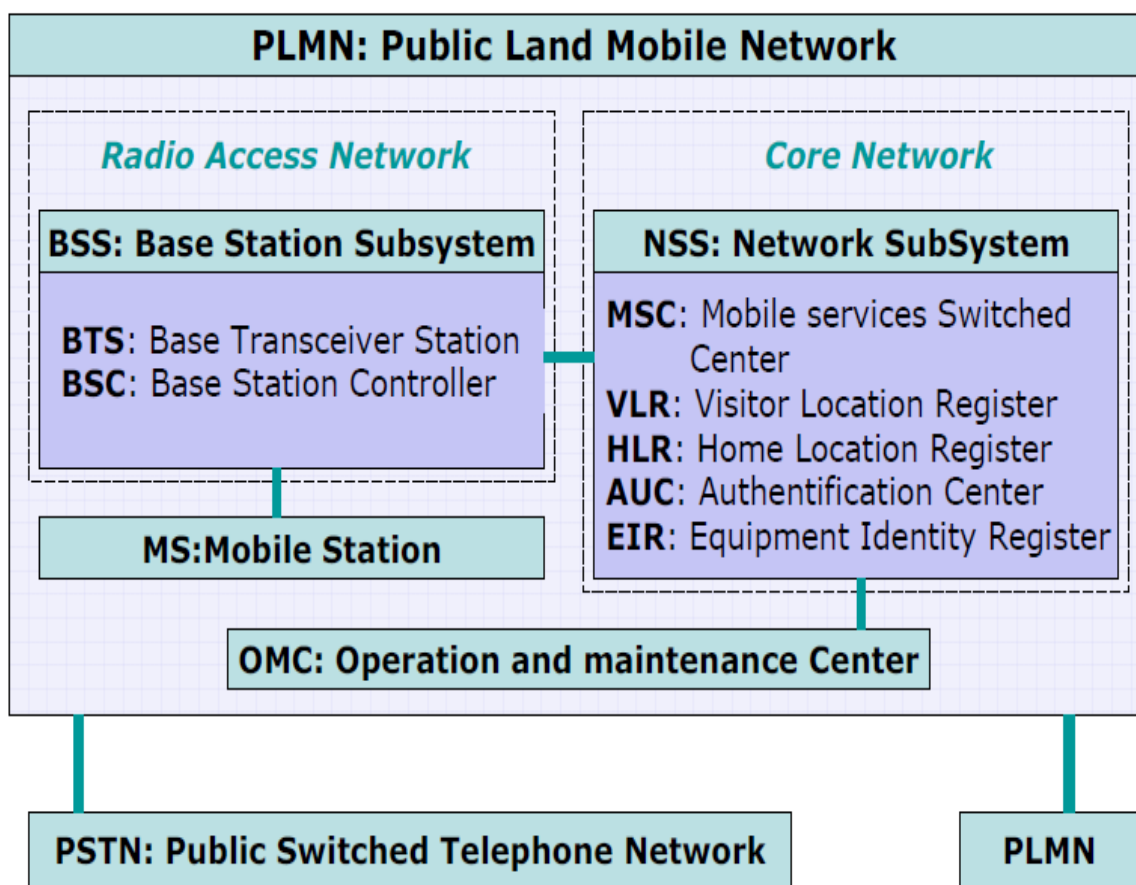 PLMN: Public Land Mobile Network
Radio Access Network
BSS: Base Station Subsystem
BTS: Base Transceiver Station
BSC: Base Station Controller
MS:Mobile Station
Core Network
NSS: Network SubSystem
MSC: Mobile services Switched
Center
VLR: Visitor Location Register
HLR: Home Location Register
AUC: Authentification Center
EIR: Equipment Identity Register
OMC: Operation and maintenance Center
PSTN: Public Switched Telephone Network
PLMN